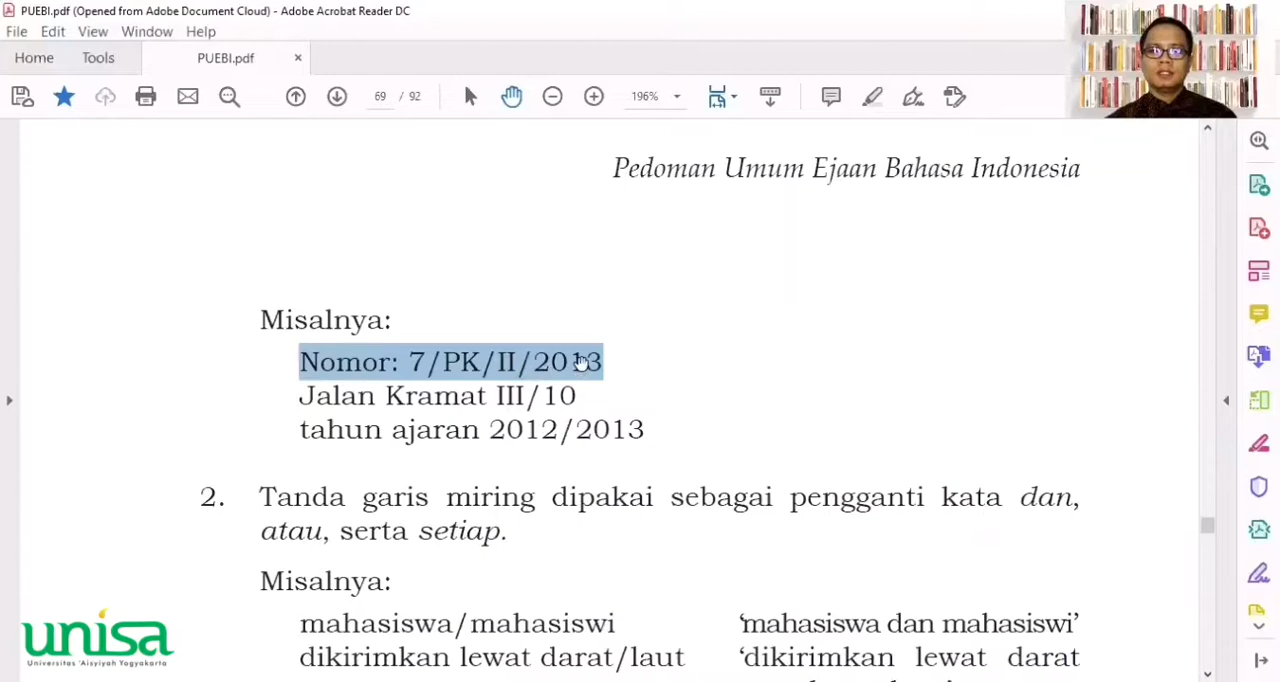 PUEBI.pdf (Opened from Adobe Document Cloud) - Adobe Acrobat Reader DC
File Edit View Window Help
Home Tools PUEBI.pdf ×
69 / 92 196%
Pedoman Umum Ejaan Bahasa Indonesia
Misalnya:
Nomor: 7/PK/II/2013
Jalan Kramat III/10
tahun ajaran 2012/2013
2. Tanda garis miring dipakai sebagai pengganti kata dan,
atau, serta setiap.
Misalnya:
mahasiswa/mahasiswi ‘mahasiswa dan mahasiswi’
dikirimkan lewat darat/laut ‘dikirimkan lewat darat
unisa
Universitas 'Aisyiyah Yogyakarta